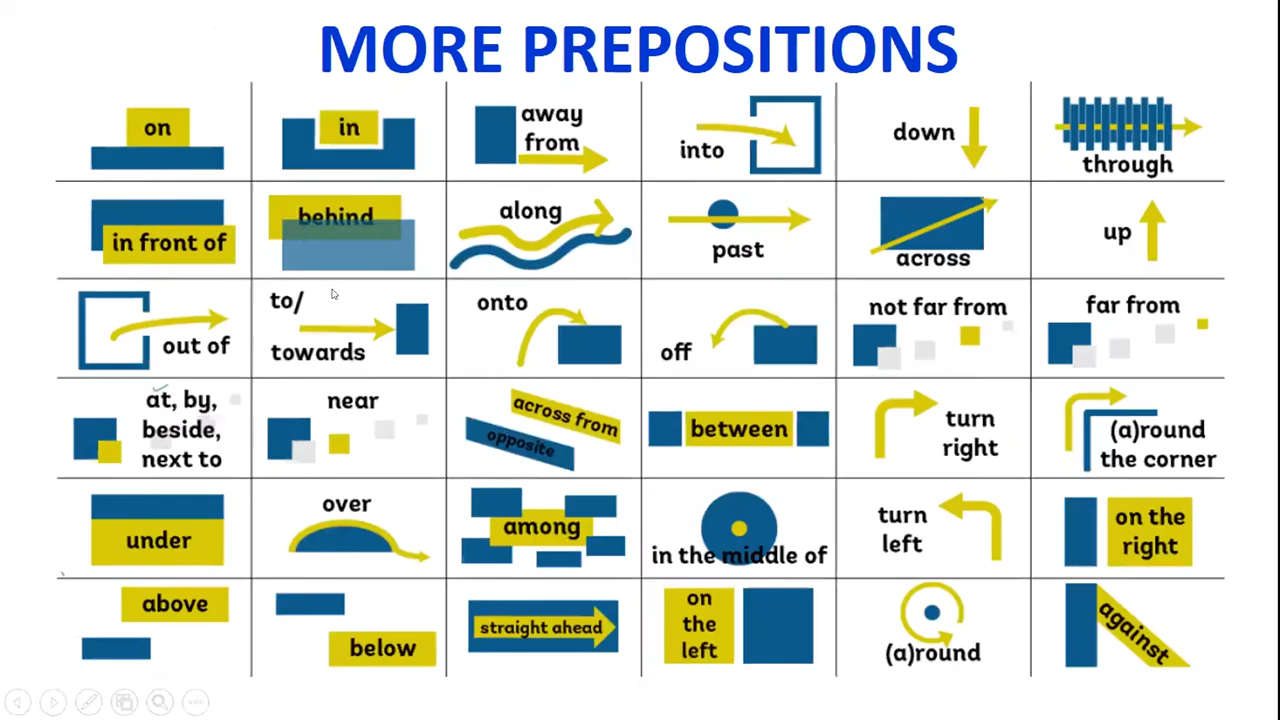 MORE PREPOSITIONS
on
in
away
from
into
down
through
in front of
behind
along
past
across
up
out of
to/
towards
onto
off
not far from
far from
at, by,
beside,
next to
near
across from
opposite
between
turn
right
(a)round
the corner
under
over
among
in the middle of
turn
left
on the
right
above
below
straight ahead
on
the
left
(a)round
against